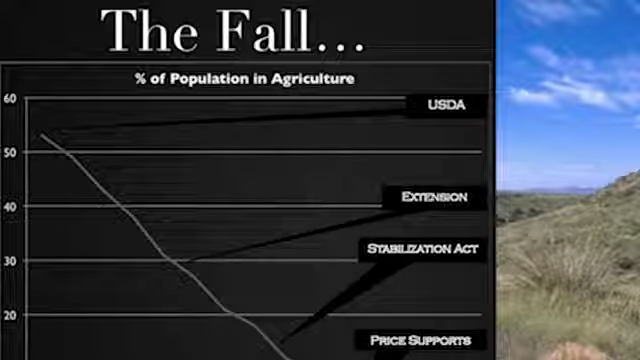 The Fall...
% of Population in Agriculture
60
USDA
50
EXTENSION
40
STABILIZATION ACT
30
20
PRICE SUPPORTS